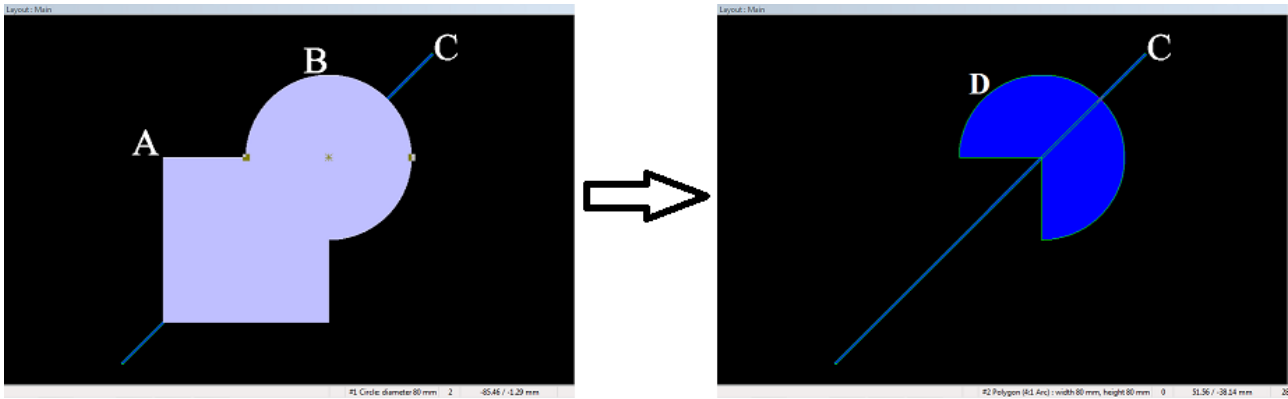 Layout: Main
A
B
C
#1 Circle: diameter 80 mm 2 -85.46 / -1.29 mm
Layout: Main
D
C
#2 Polygon (4:1 Arc) : width 80 mm, height 80 mm 0 51.56 / -38.14 mm 28